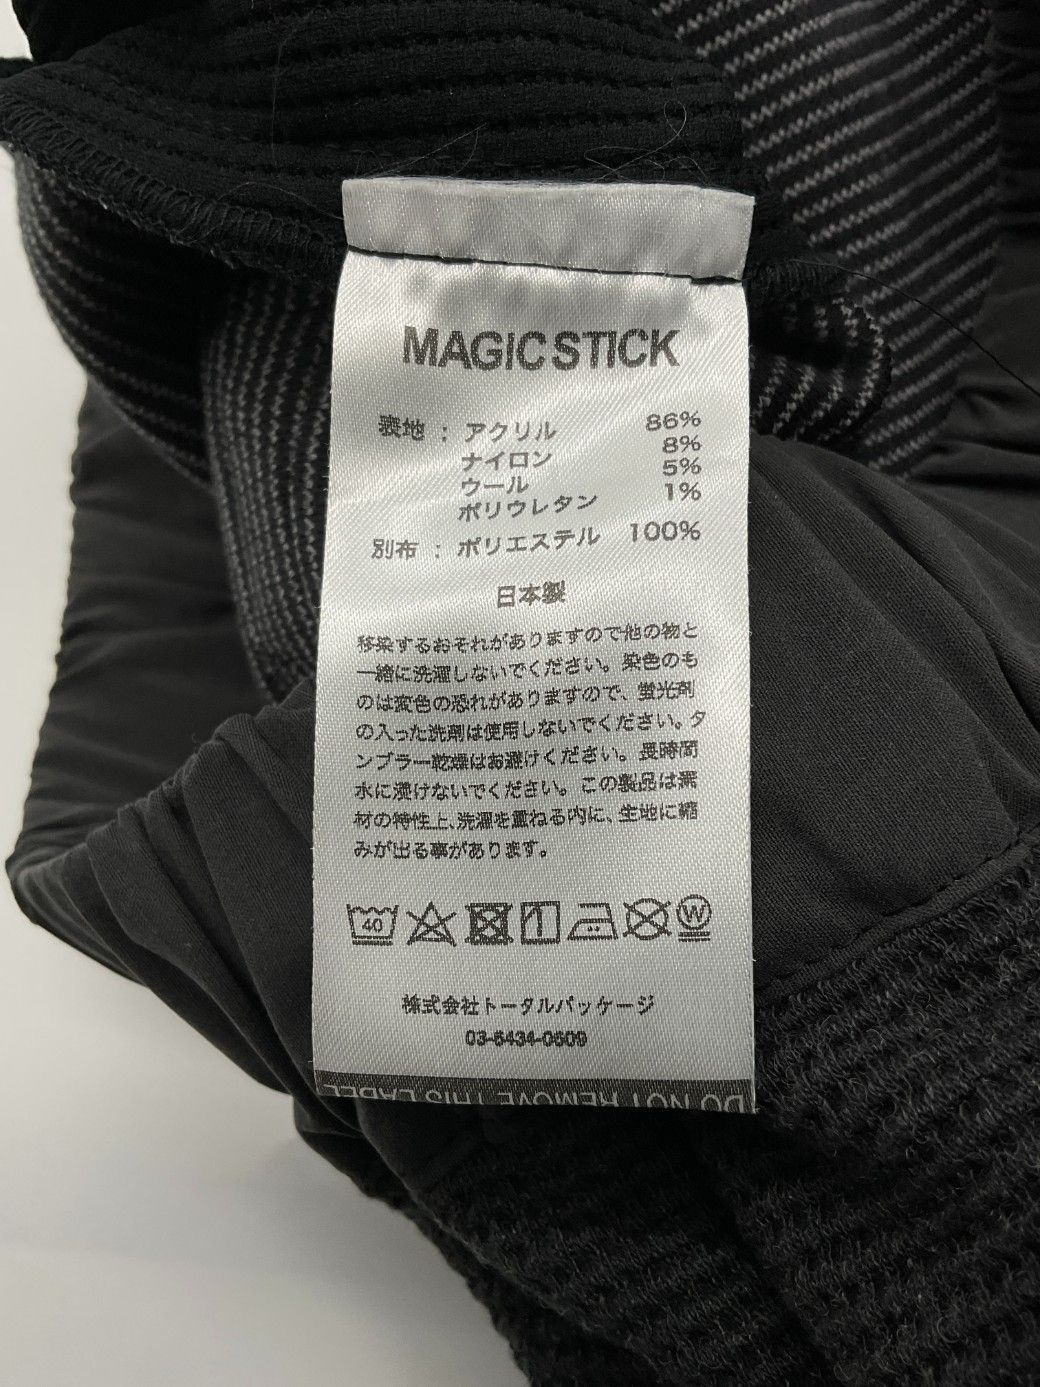 MAGIC STICK
表地 : アクリル 86%
ナイロン 8%
ウール 5%
ポリウレタン 1%
別布 : ポリエステル 100%
日本製
移染するおそれがありますので他の物と
一緒に洗濯しないでください。染色のも
のは変色の恐れがありますので、蛍光剤
の入った洗剤は使用しないでください。タ
ンブラー乾燥はお避けください。長時間
水に浸けないでください。この製品は素
材の特性上、洗濯を重ねる内に、生地に縮
みが出る事があります。
40
W
株式会社トータルパッケージ
03-6434-0609
DO NOT REMOVE THIS LABEL